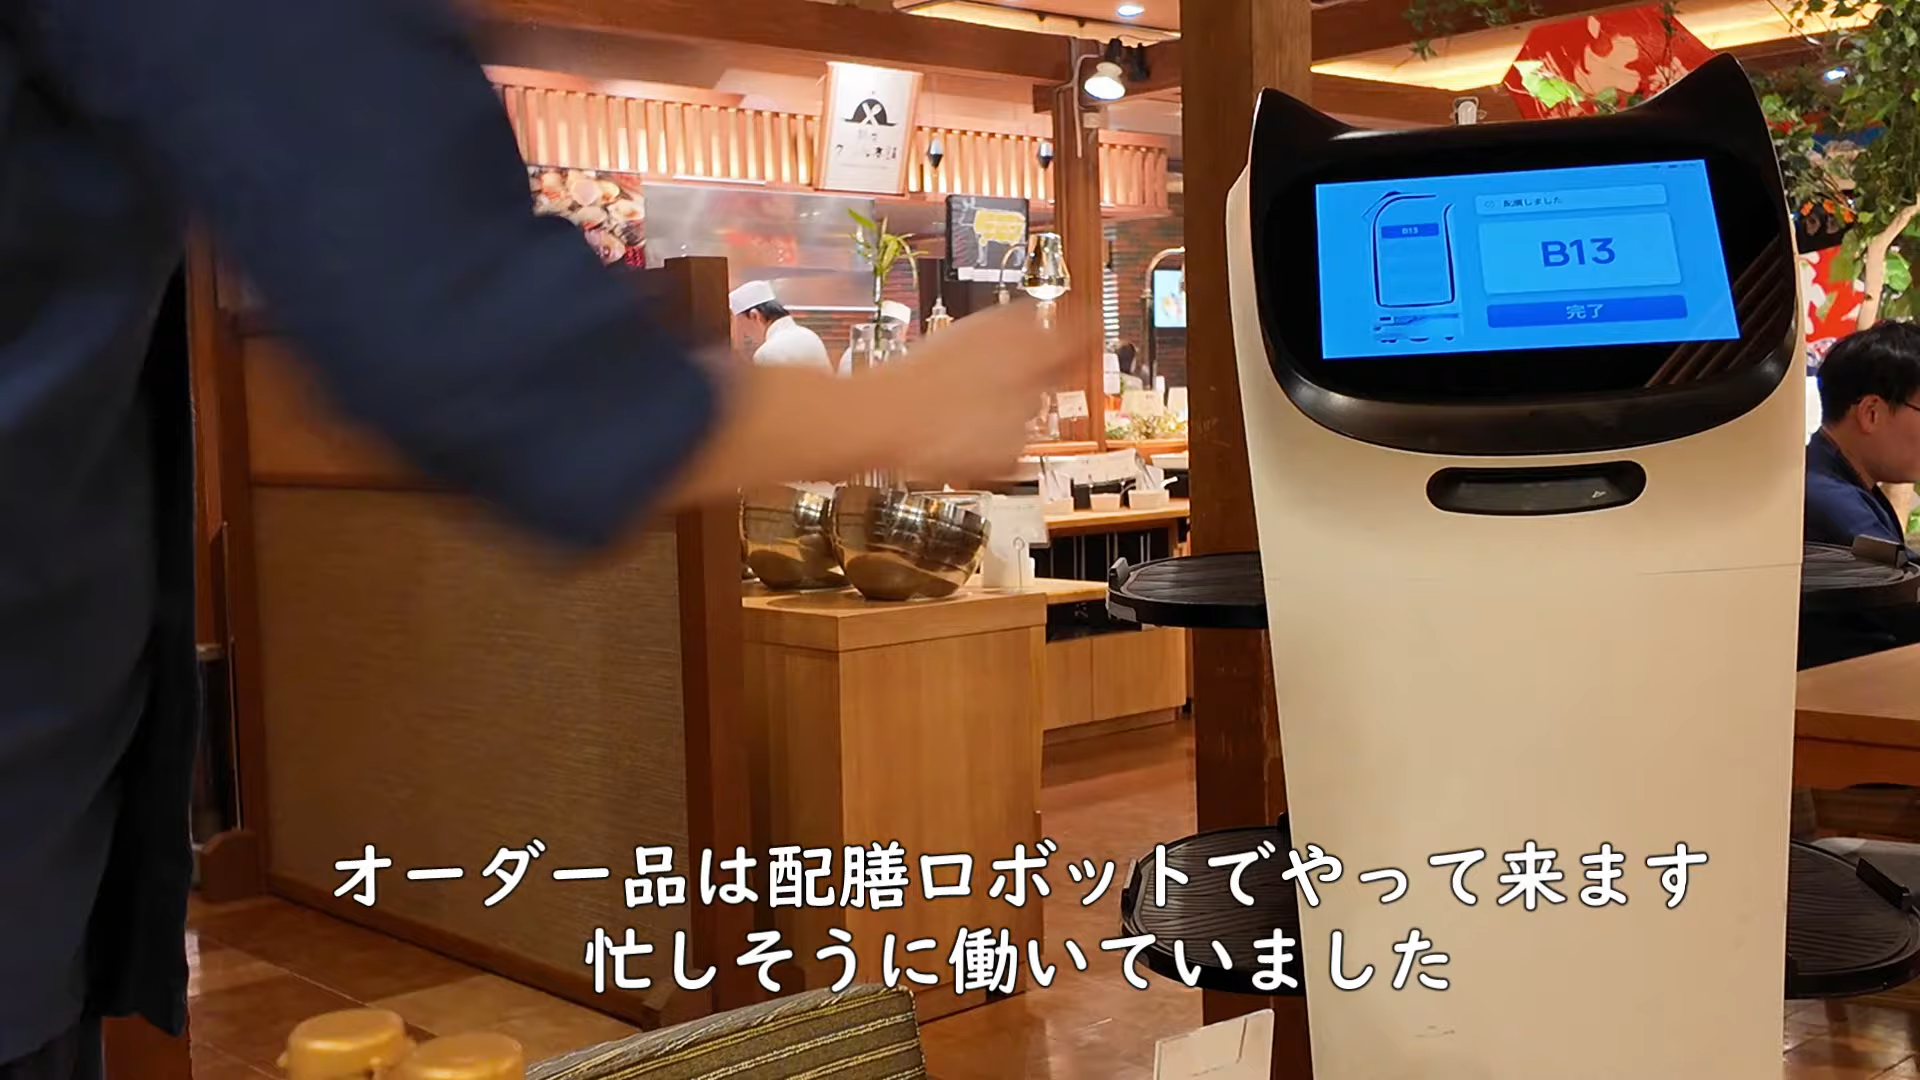 配膳しました
B13
B13
完了
オーダー品は配膳ロボットでやって来ます
忙しそうに働いていました